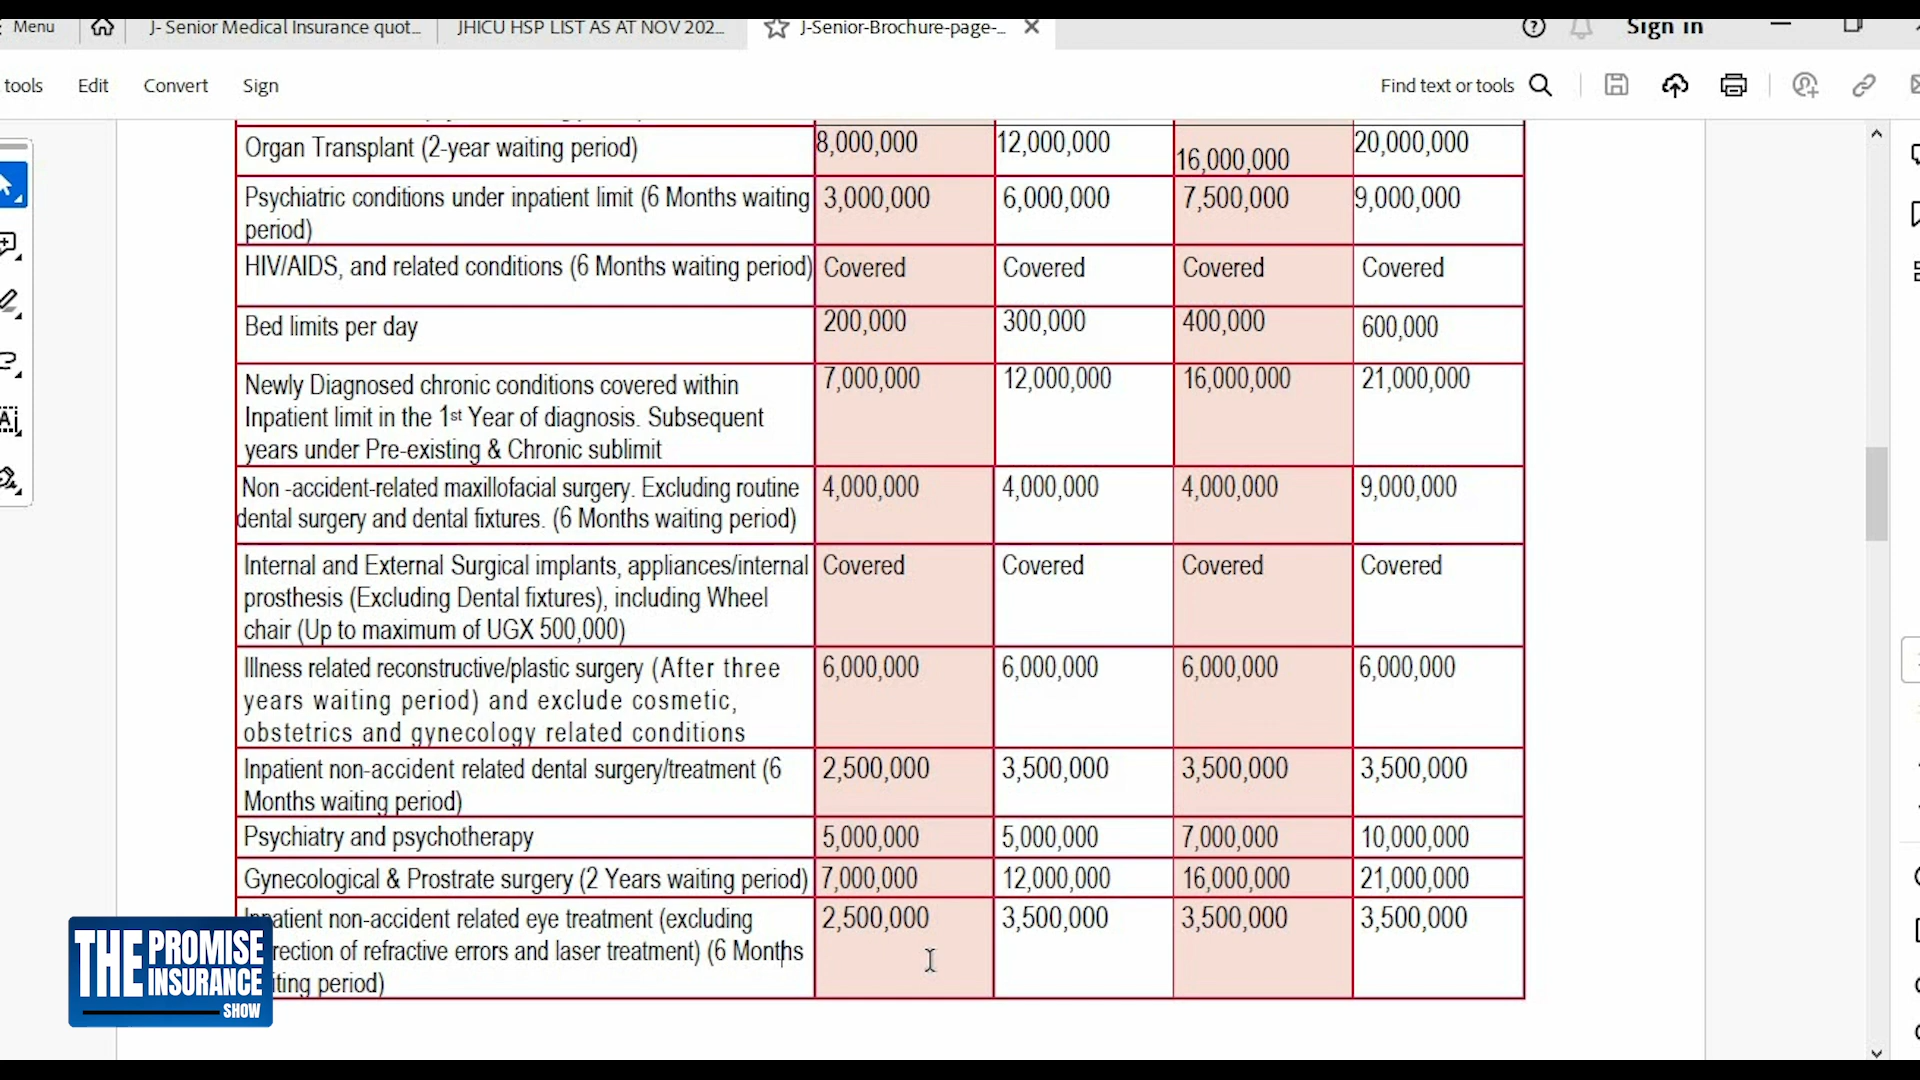 Menu
J- Senior Medical Insurance quot...
JHICU HSP LIST AS AT NOV 202...
J-Senior-Brochure-page-...
Sign in
tools
Edit
Convert
Sign
Find text or tools
Organ Transplant (2-year waiting period) 8,000,000 12,000,000 16,000,000 20,000,000
Psychiatric conditions under inpatient limit (6 Months waiting 3,000,000 6,000,000 7,500,000 9,000,000
period)
HIV/AIDS, and related conditions (6 Months waiting period) Covered Covered Covered Covered
Bed limits per day 200,000 300,000 400,000 600,000
Newly Diagnosed chronic conditions covered within 7,000,000 12,000,000 16,000,000 21,000,000
Inpatient limit in the 1st Year of diagnosis. Subsequent
years under Pre-existing & Chronic sublimit
Non -accident-related maxillofacial surgery. Excluding routine 4,000,000 4,000,000 4,000,000 9,000,000
dental surgery and dental fixtures. (6 Months waiting period)
Internal and External Surgical implants, appliances/internal Covered Covered Covered Covered
prosthesis (Excluding Dental fixtures), including Wheel
chair (Up to maximum of UGX 500,000)
Illness related reconstructive/plastic surgery (After three 6,000,000 6,000,000 6,000,000 6,000,000
years waiting period) and exclude cosmetic,
obstetrics and gynecology related conditions
Inpatient non-accident related dental surgery/treatment (6 2,500,000 3,500,000 3,500,000 3,500,000
Months waiting period)
Psychiatry and psychotherapy 5,000,000 5,000,000 7,000,000 10,000,000
Gynecological & Prostrate surgery (2 Years waiting period) 7,000,000 12,000,000 16,000,000 21,000,000
Inpatient non-accident related eye treatment (excluding 2,500,000 3,500,000 3,500,000 3,500,000
rection of refractive errors and laser treatment) (6 Months
iting period)
THE PROMISE
INSURANCE
SHOW